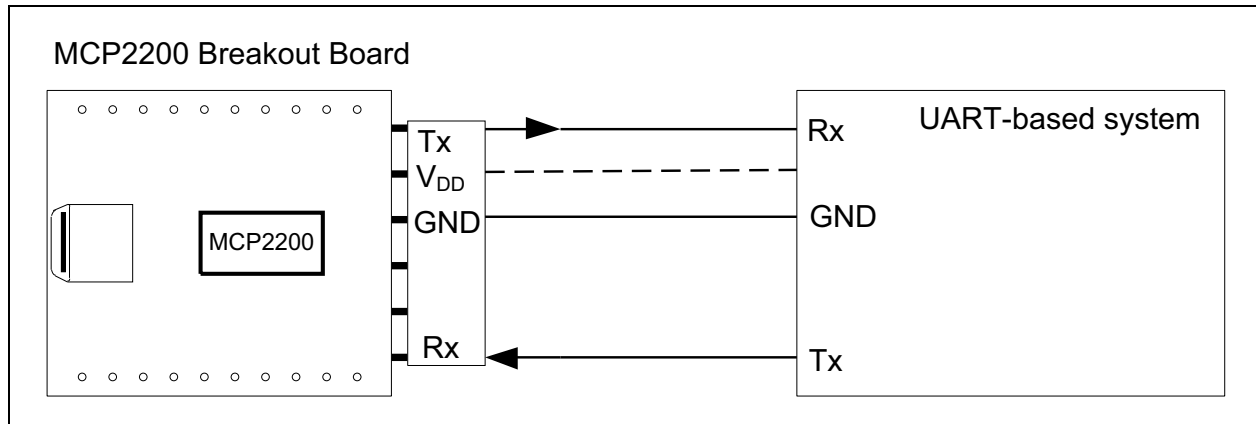 MCP2200 Breakout Board
UART-based system
MCP2200
Tx
VDD
GND
Rx
Rx
GND
Tx